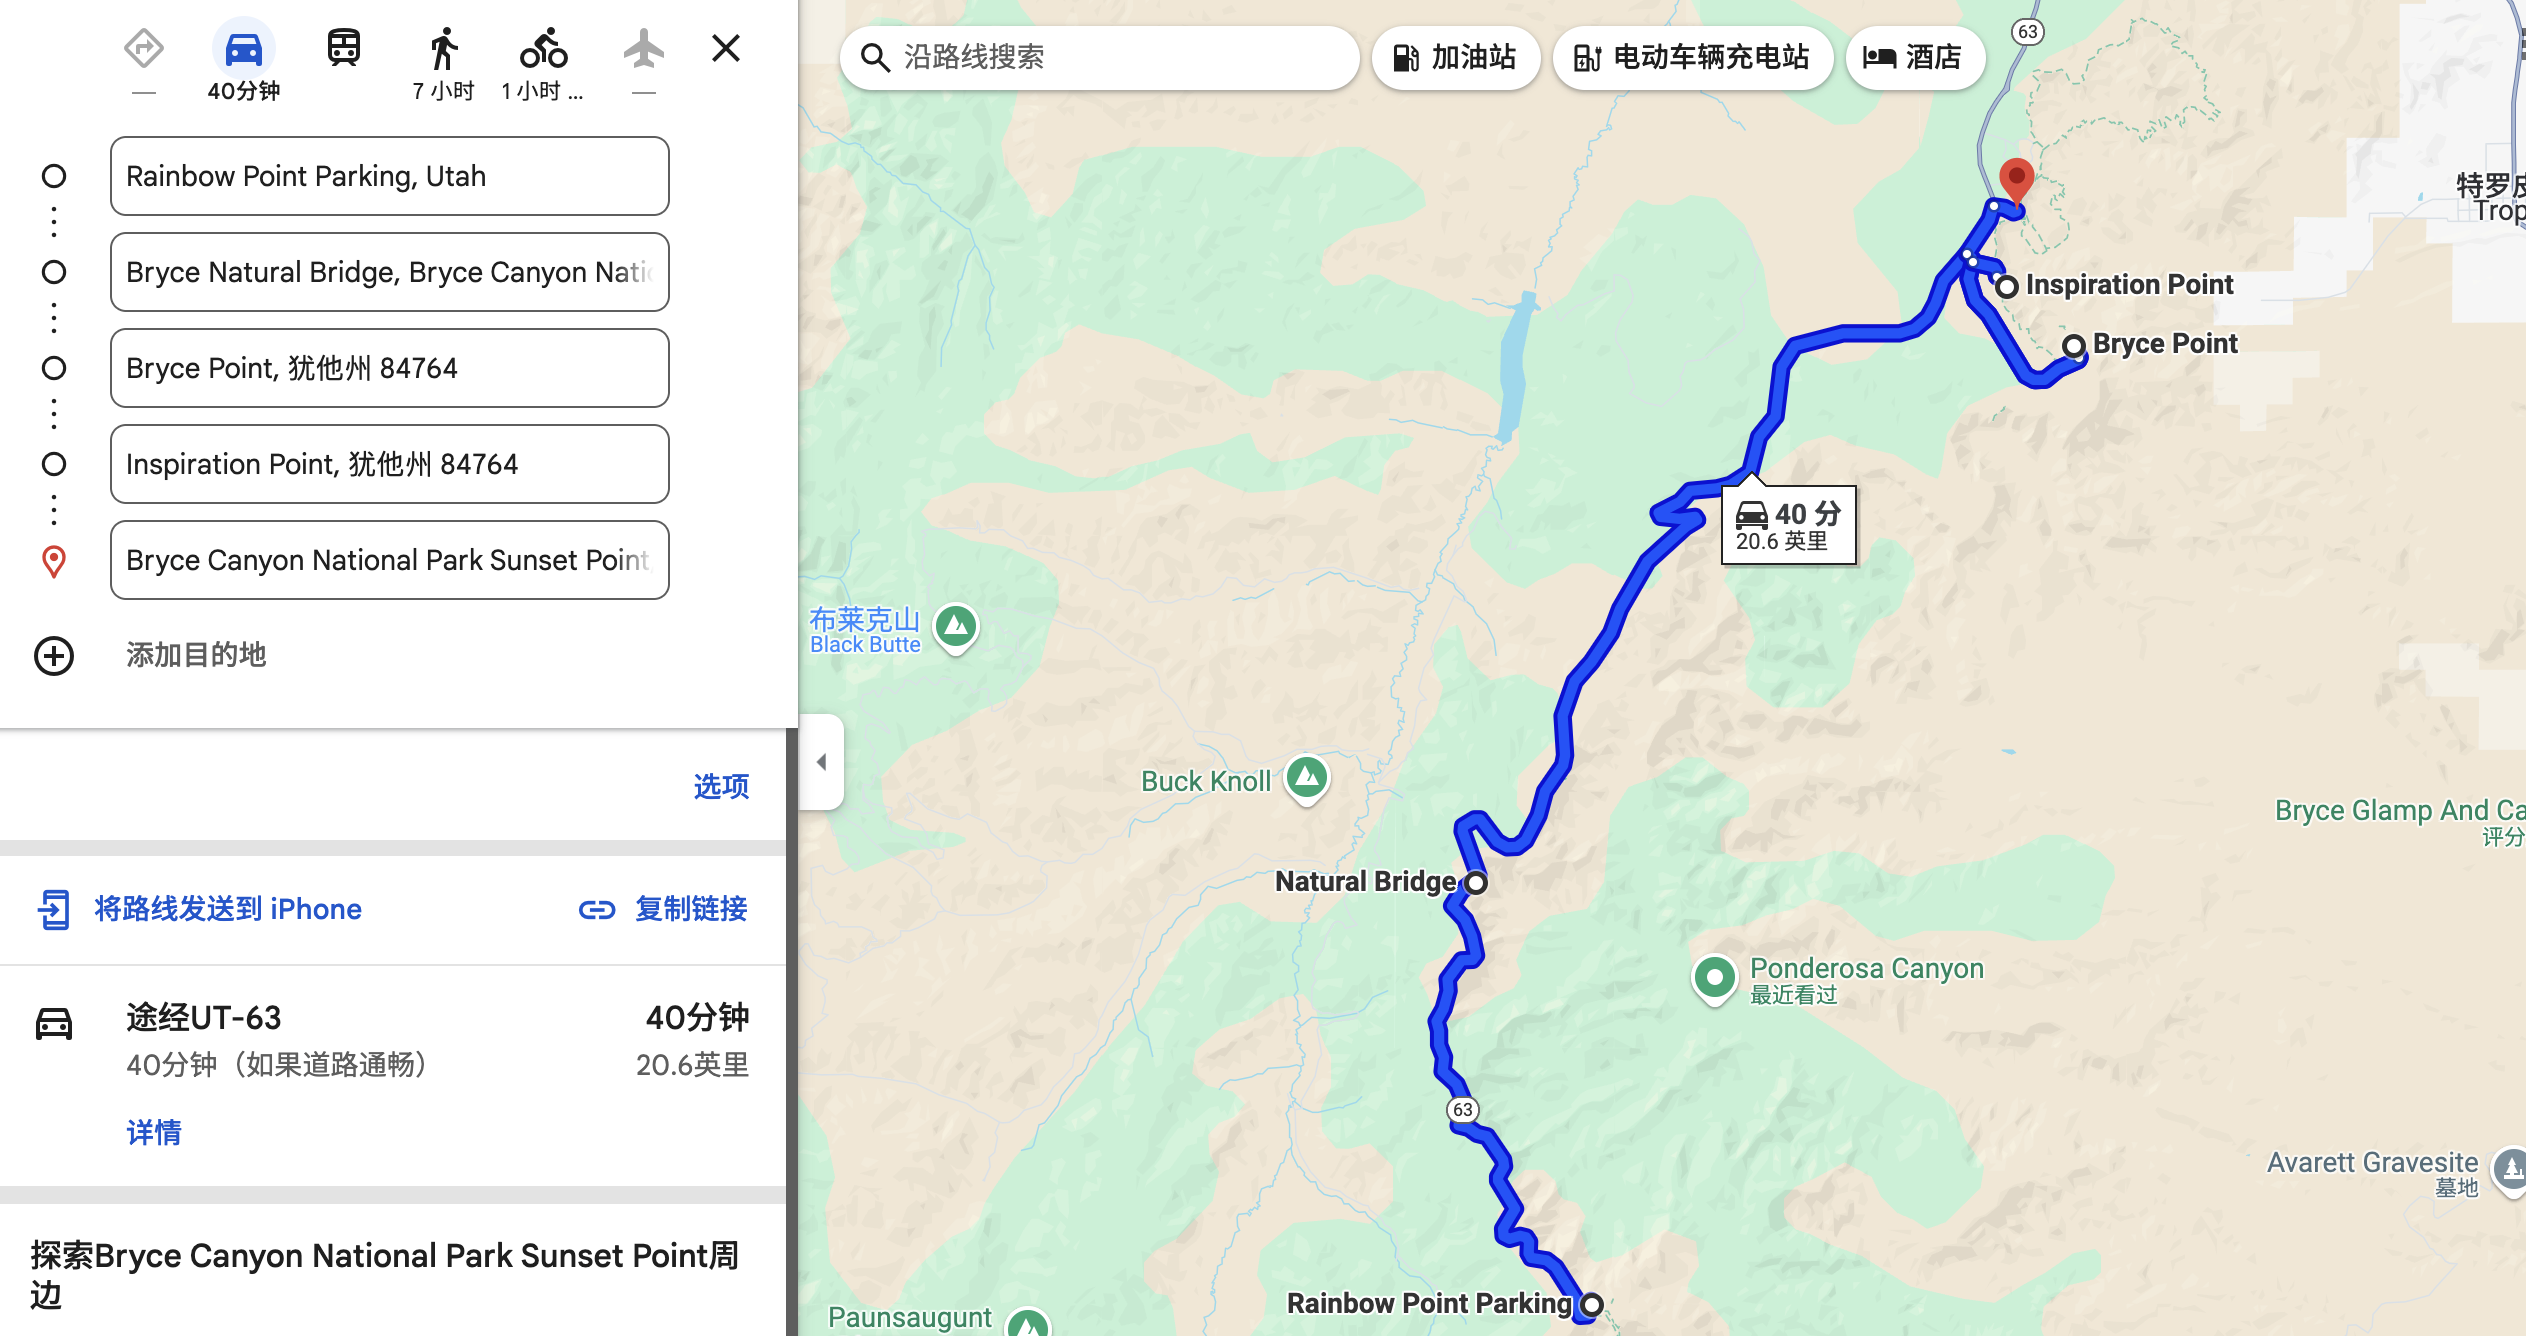 40分钟
7 小时
1 小时 ...
Rainbow Point Parking, Utah
Bryce Natural Bridge, Bryce Canyon Natio
Bryce Point, 犹他州 84764
Inspiration Point, 犹他州 84764
Bryce Canyon National Park Sunset Point,
添加目的地
选项
将路线发送到 iPhone
复制链接
途经UT-63
40分钟
40分钟（如果道路通畅）
20.6英里
详情
探索Bryce Canyon National Park Sunset Point周
边
沿路线搜索
加油站
电动车辆充电站
酒店
63
特罗皮
Trop
Inspiration Point
Bryce Point
40 分
20.6 英里
布莱克山
Black Butte
Buck Knoll
Bryce Glamp And Ca
评分
Natural Bridge
Ponderosa Canyon
最近看过
63
Avarett Gravesite
墓地
Rainbow Point Parking
Paunsaugunt